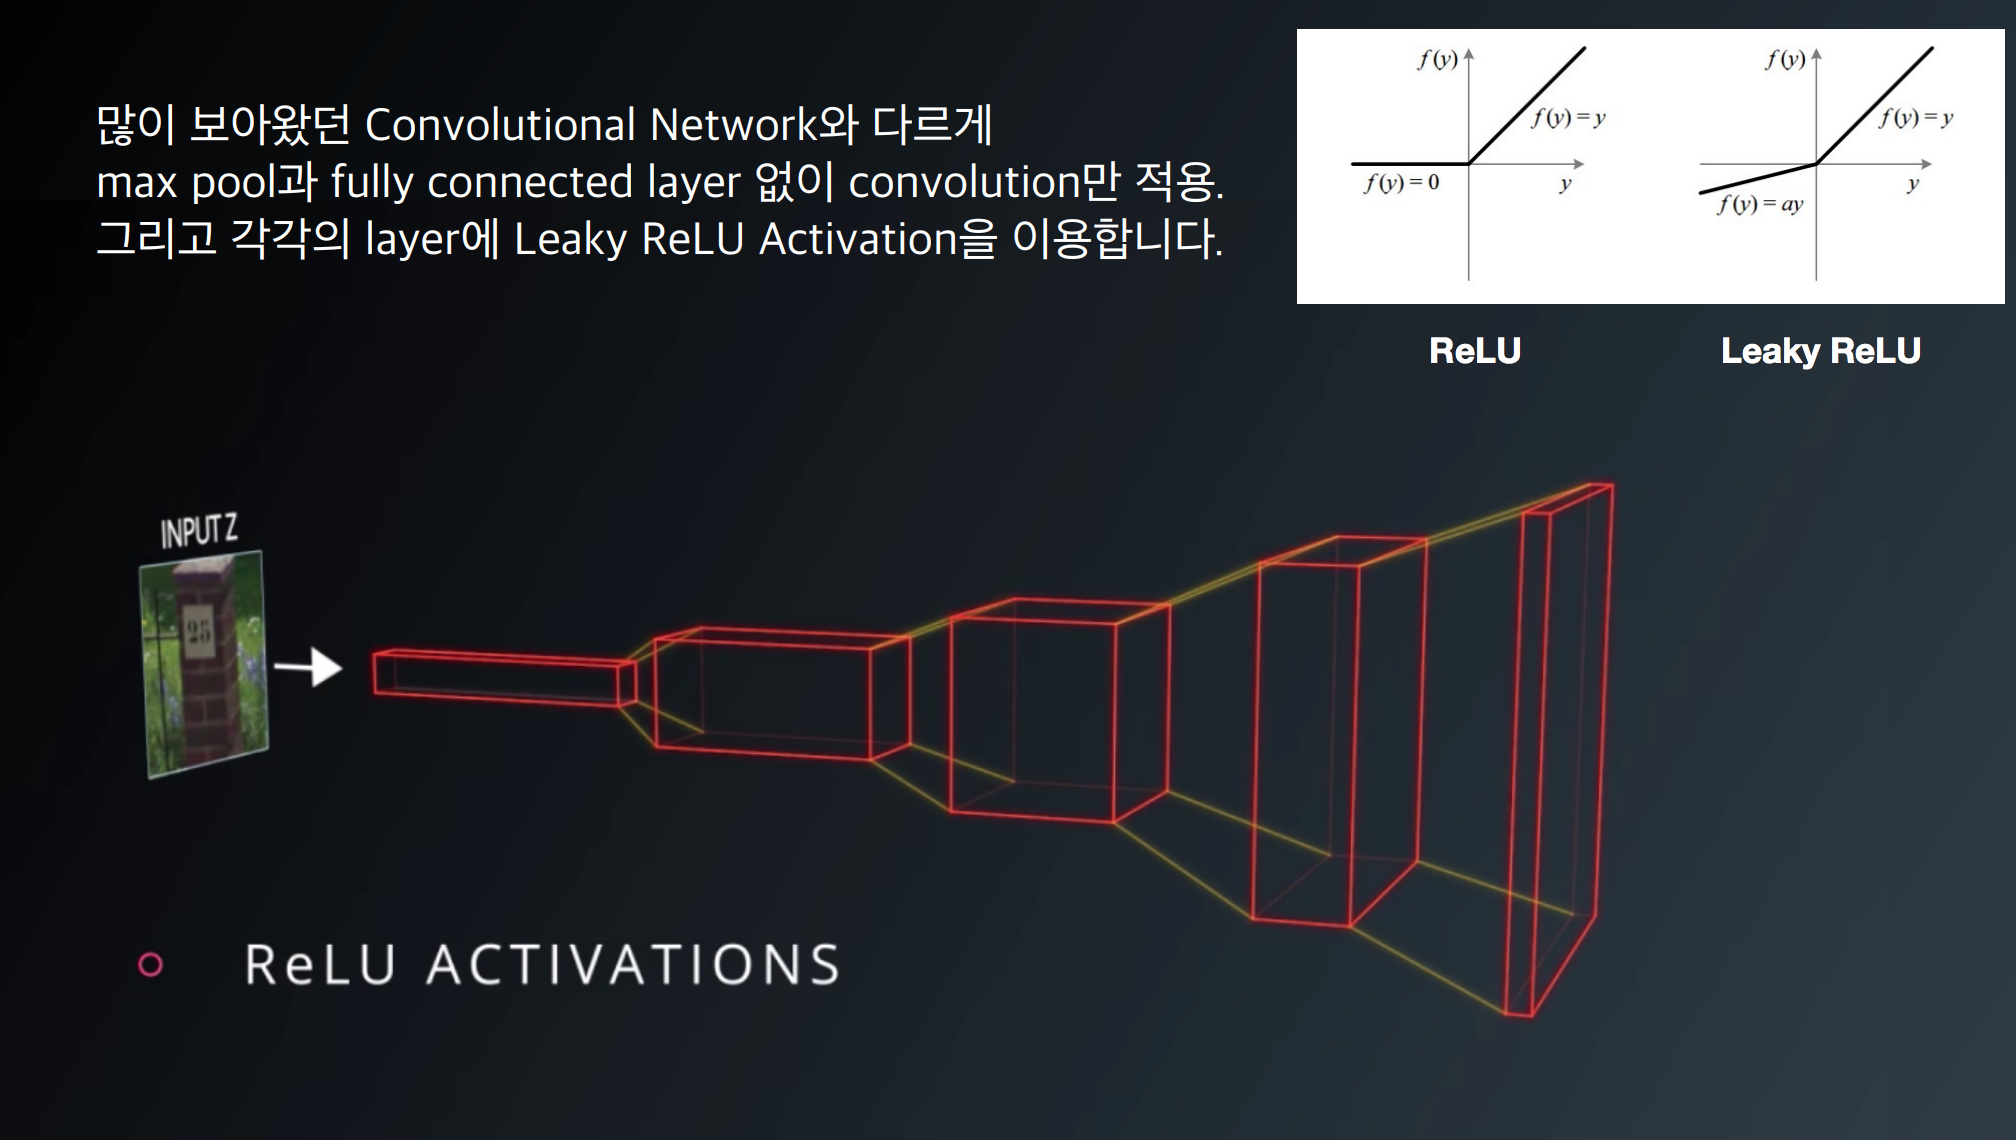 많이 보아왔던 Convolutional Network와 다르게
max pool과 fully connected layer 없이 convolution만 적용.
그리고 각각의 layer에 Leaky ReLU Activation을 이용합니다.
f(y)
f(y) = y
f(y) = 0
y
f(y)
f(y) = y
f(y) = ay
y
ReLU
Leaky ReLU
INPUT Z
25
ReLU ACTIVATIONS